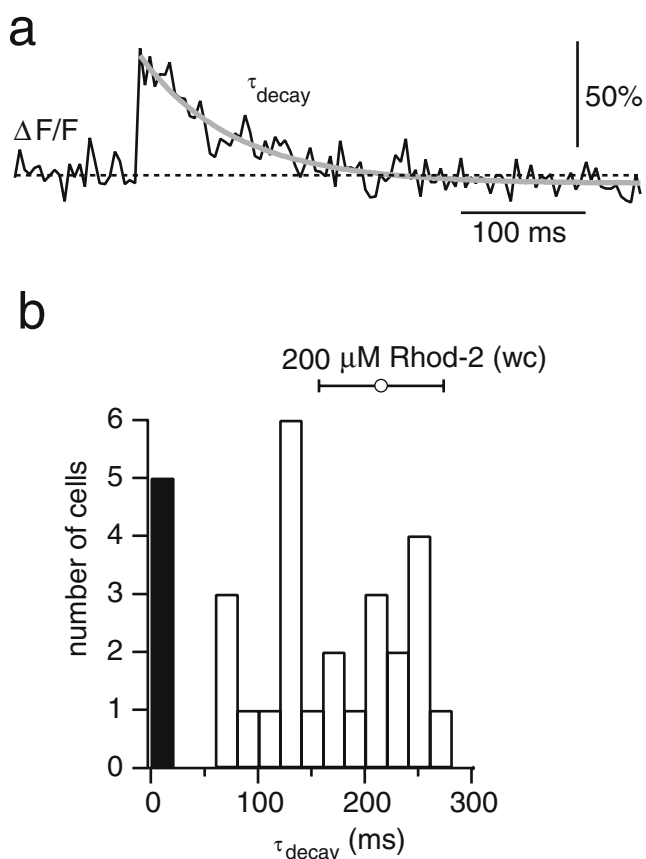 a
τdecay
50%
ΔF/F
100 ms
b
200 μM Rhod-2 (wc)
6
5
4
3
2
1
0
number of cells
0 100 200 300
τdecay (ms)